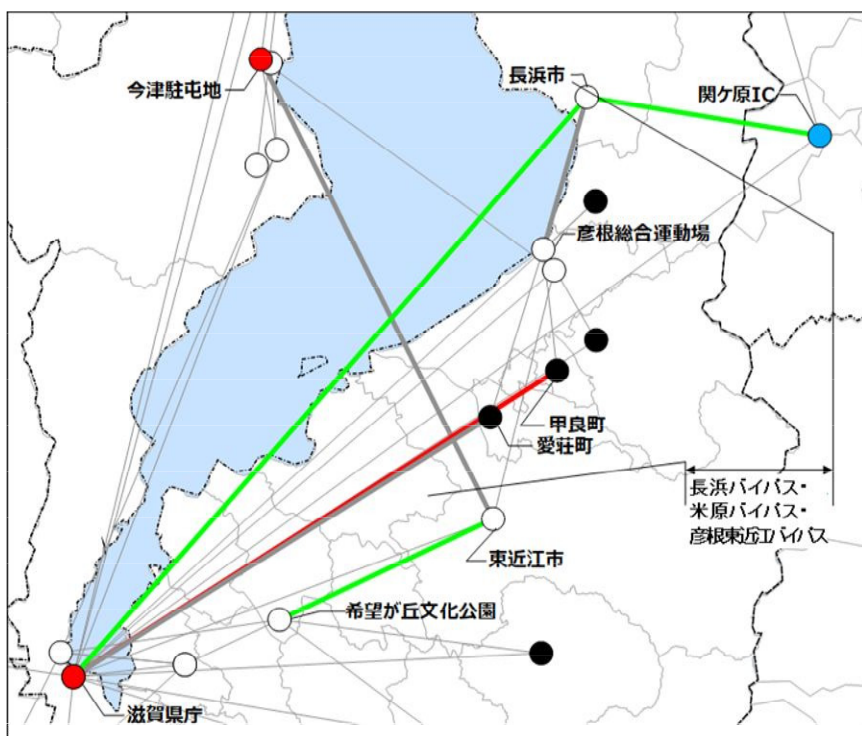 長浜市
関ケ原IC
今津駐屯地
彦根総合運動場
甲良町
愛荘町
長浜バイパス・
米原バイパス・
彦根東近江バイパス
東近江市
希望が丘文化公園
滋賀県庁